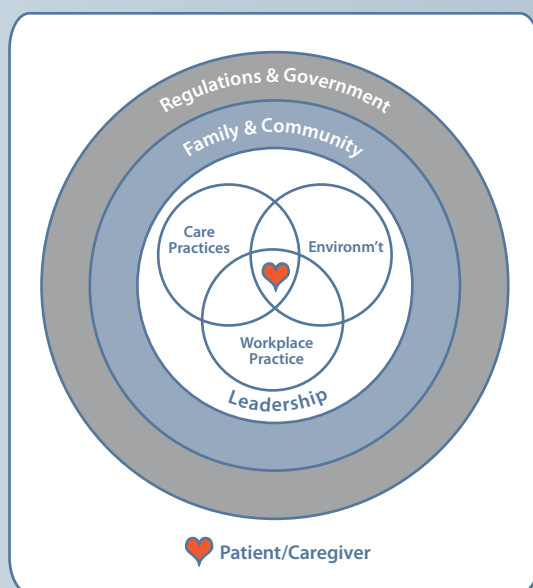 Regulations & Government
Family & Community
Care
Practices
Environm't
Workplace
Practice
Leadership
Patient/Caregiver